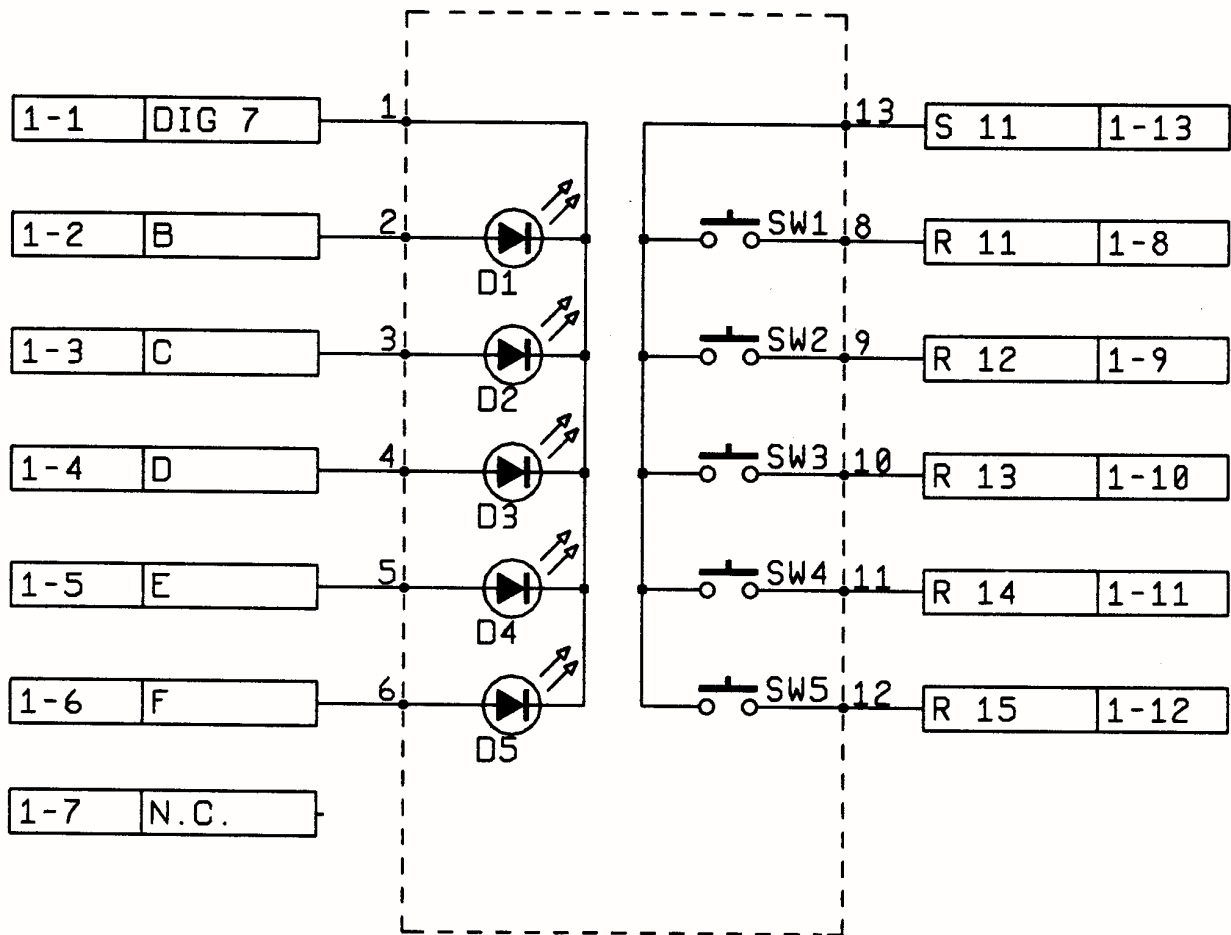 1-1 DIG 7 1 13 S 11 1-13
1-2 B 2 SW1 8 R 11 1-8
D1
1-3 C 3 SW2 9 R 12 1-9
D2
1-4 D 4 SW3 10 R 13 1-10
D3
1-5 E 5 SW4 11 R 14 1-11
D4
1-6 F 6 SW5 12 R 15 1-12
D5
1-7 N.C.